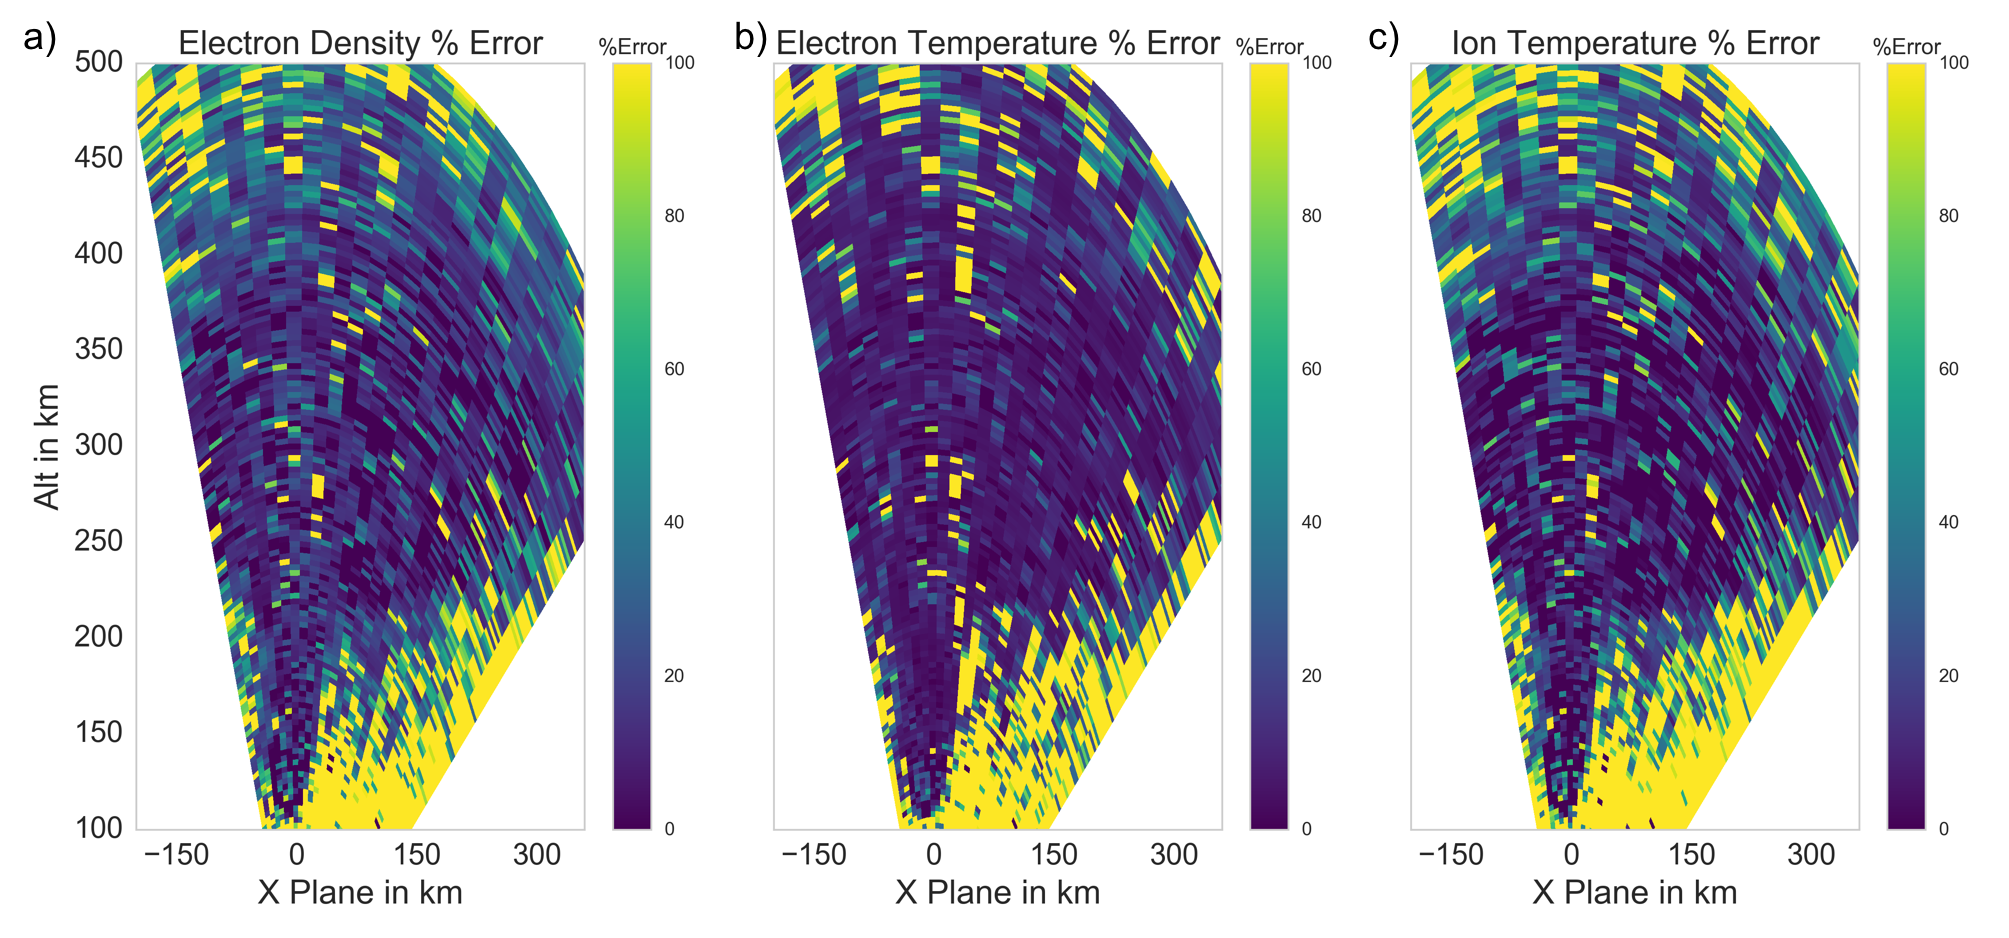 a)
Electron Density % Error
%Error
500
450
400
350
300
250
200
150
100
Alt in km
−150 0 150 300
X Plane in km
100
80
60
40
20
0
b)
Electron Temperature % Error
%Error
−150 0 150 300
X Plane in km
100
80
60
40
20
0
c)
Ion Temperature % Error
%Error
−150 0 150 300
X Plane in km
100
80
60
40
20
0